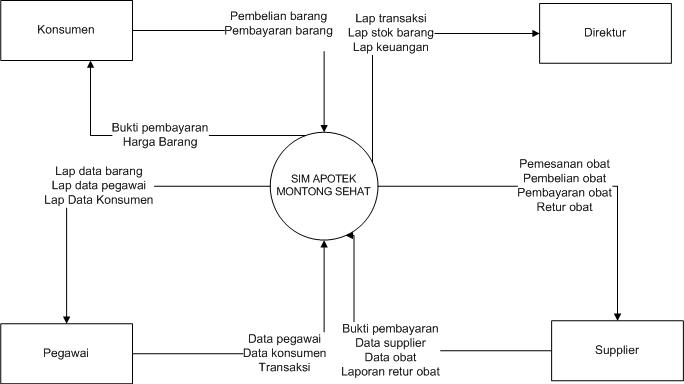 Konsumen
Pembelian barang
Pembayaran barang
Lap transaksi
Lap stok barang
Lap keuangan
Direktur
Bukti pembayaran
Harga Barang
Lap data barang
Lap data pegawai
Lap Data Konsumen
SIM APOTEK
MONTONG SEHAT
Pemesanan obat
Pembelian obat
Pembayaran obat
Retur obat
Pegawai
Data pegawai
Data konsumen
Transaksi
Bukti pembayaran
Data supplier
Data obat
Laporan retur obat
Supplier